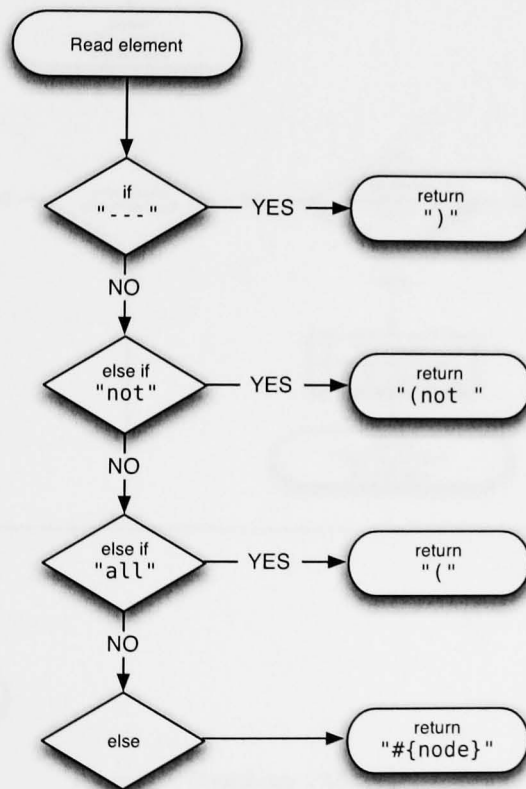 Read element
if
"---"
YES
return
")"
NO
else if
"not"
YES
return
"(not "
NO
else if
"all"
YES
return
"("
NO
else
return
"#{node}"